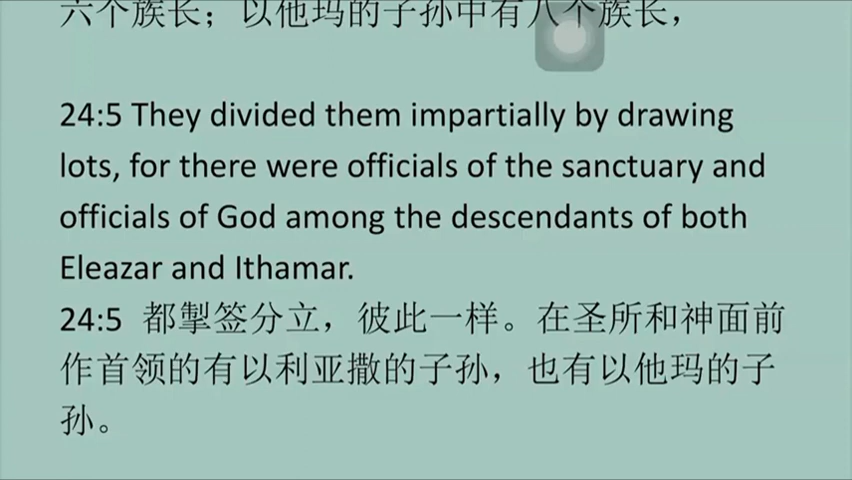 六个族长；以他玛的子孙中有八个族长，
24:5 They divided them impartially by drawing
lots, for there were officials of the sanctuary and
officials of God among the descendants of both
Eleazar and Ithamar.
24:5 都掣签分立，彼此一样。在圣所和神面前
作首领的有以利亚撒的子孙，也有以他玛的子
孙。